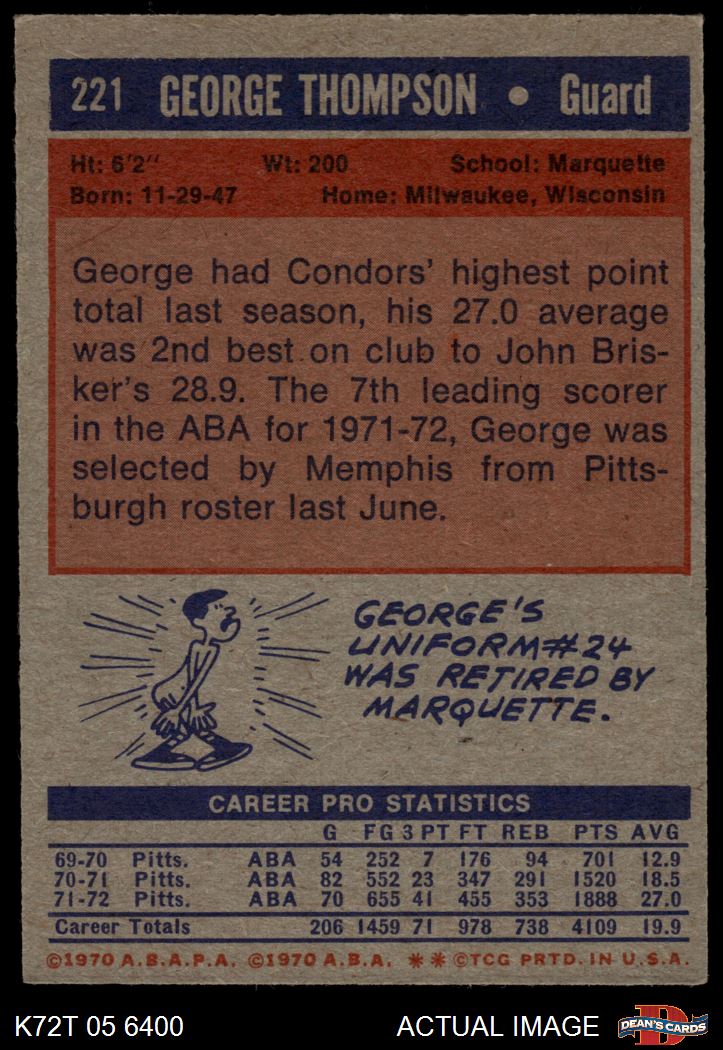 221 GEORGE THOMPSON • Guard
Ht: 6'2" Wt: 200 School: Marquette
Born: 11-29-47 Home: Milwaukee, Wisconsin
George had Condors' highest point
total last season, his 27.0 average
was 2nd best on club to John Bris-
ker's 28.9. The 7th leading scorer
in the ABA for 1971-72, George was
selected by Memphis from Pitts-
burgh roster last June.
GEORGE'S
UNIFORM #24
WAS RETIRED BY
MARQUETTE.
CAREER PRO STATISTICS
G FG 3 PT FT REB PTS AVG
69-70 Pitts. ABA 54 252 7 176 94 701 12.9
70-71 Pitts. ABA 82 552 23 347 291 1520 18.5
71-72 Pitts. ABA 70 655 41 455 353 1888 27.0
Career Totals 206 1459 71 978 738 4109 19.9
©1970 A.B.A.P.A. ©1970 A.B.A. ** ©TCG PRTD. IN U.S.A.
K72T 05 6400 ACTUAL IMAGE D DEAN'S CARDS